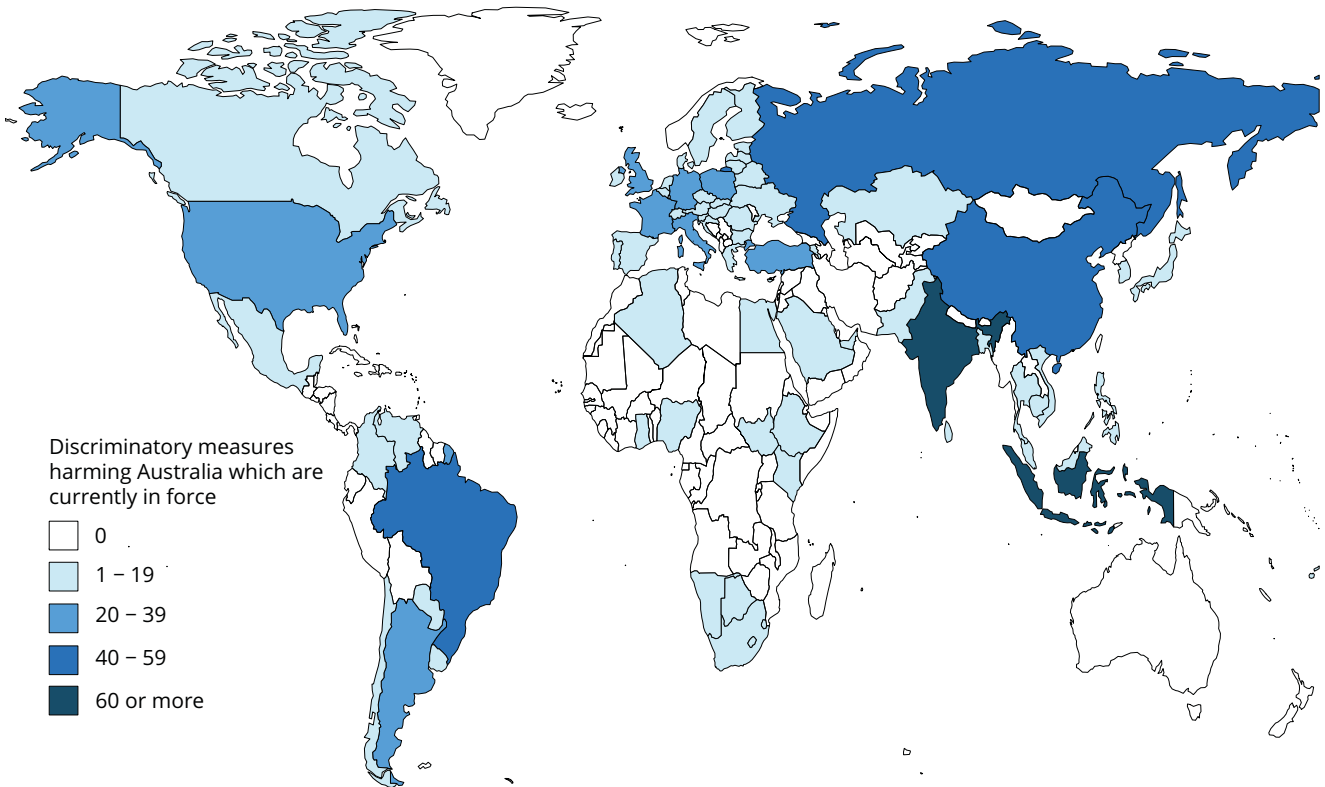 Discriminatory measures
harming Australia which are
currently in force
0
1 – 19
20 – 39
40 – 59
60 or more